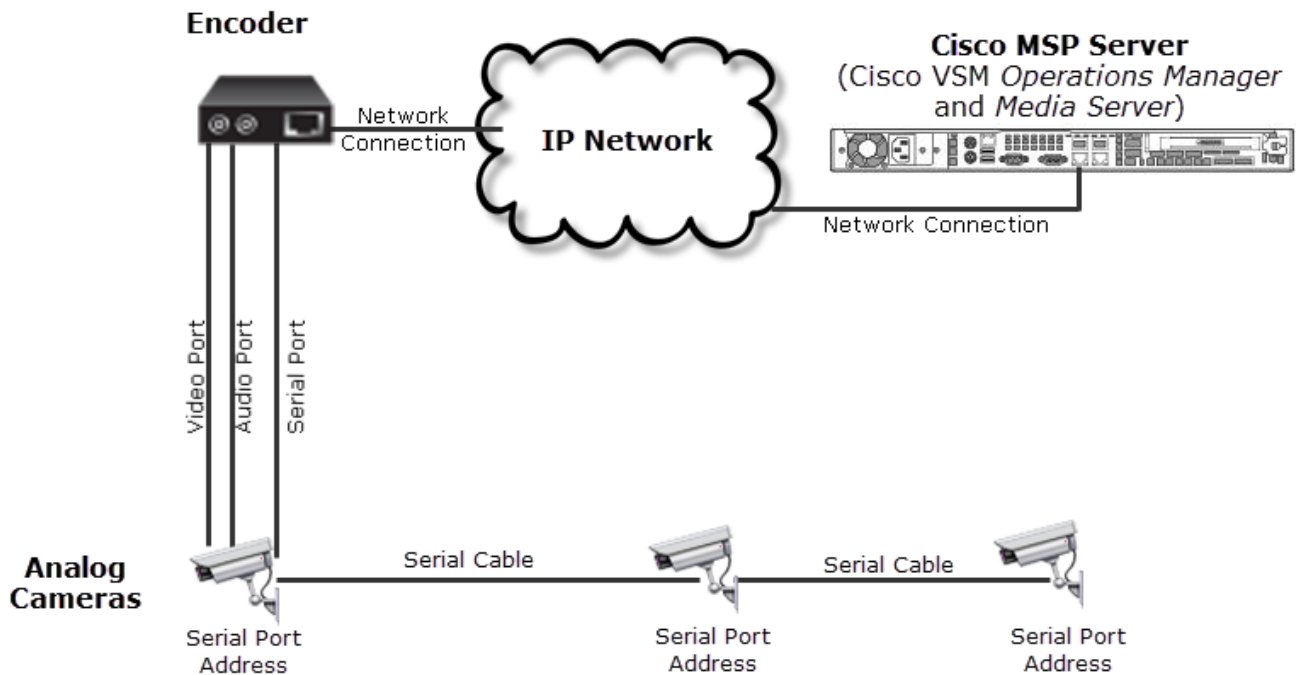 Encoder
Cisco MSP Server
(Cisco VSM Operations Manager
and Media Server)
Network
Connection
IP Network
Network Connection
Video Port
Audio Port
Serial Port
Analog
Cameras
Serial Cable
Serial Cable
Serial Port
Address
Serial Port
Address
Serial Port
Address